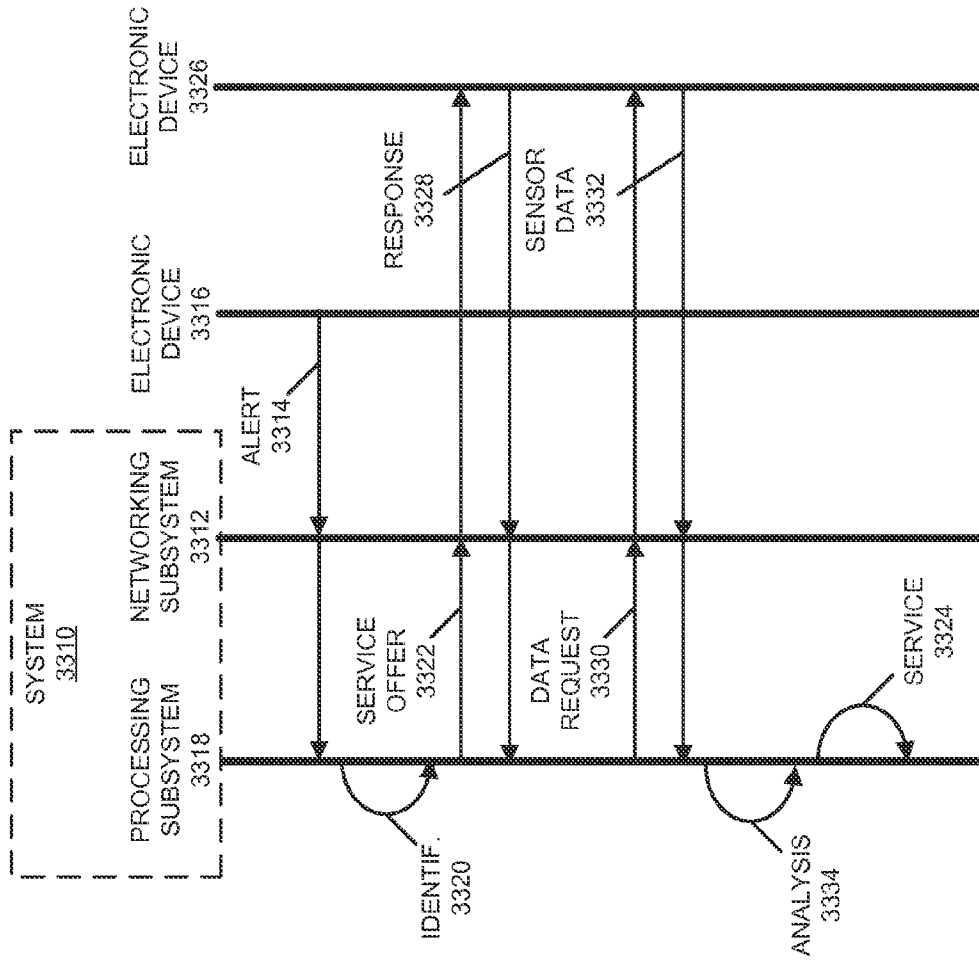 SYSTEM
3310
PROCESSING
SUBSYSTEM
3318
NETWORKING
SUBSYSTEM
3312
ELECTRONIC
DEVICE
3316
ELECTRONIC
DEVICE
3326
ALERT
3314
IDENTIF.
3320
SERVICE
OFFER
3322
RESPONSE
3328
DATA
REQUEST
3330
SENSOR
DATA
3332
ANALYSIS
3334
SERVICE
3324